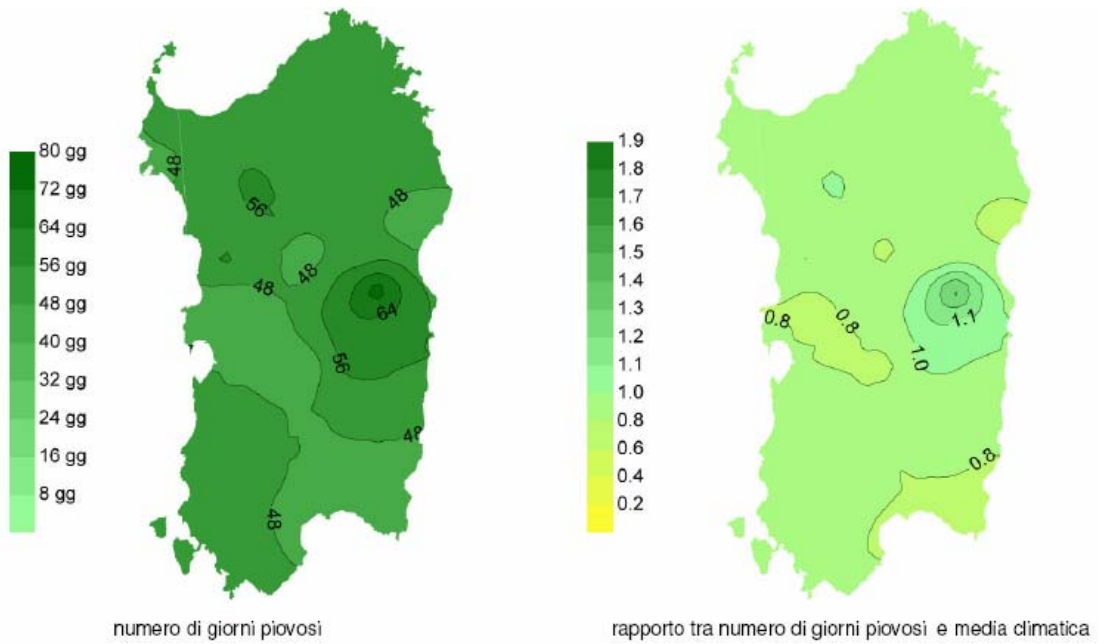 80 gg
72 gg
64 gg
56 gg
48 gg
40 gg
32 gg
24 gg
16 gg
8 gg
48
56
48
48
48
64
56
48
48
numero di giorni piovosi
1.9
1.8
1.7
1.6
1.5
1.4
1.3
1.2
1.1
1.0
0.8
0.6
0.4
0.2
0.8
0.8
1.1
1.0
0.8
rapporto tra numero di giorni piovosi e media climatica